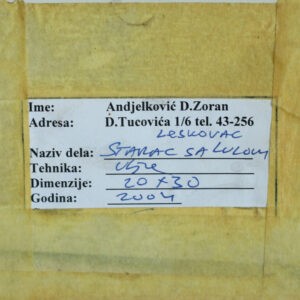 Ime: Andjelković D.Zoran
Adresa: D.Tucovića 1/6 tel. 43-256
LESKOVAC
Naziv dela: STARAC SA LULOM
Tehnika: ulje
Dimenzije: 20 x 30
Godina: 2004